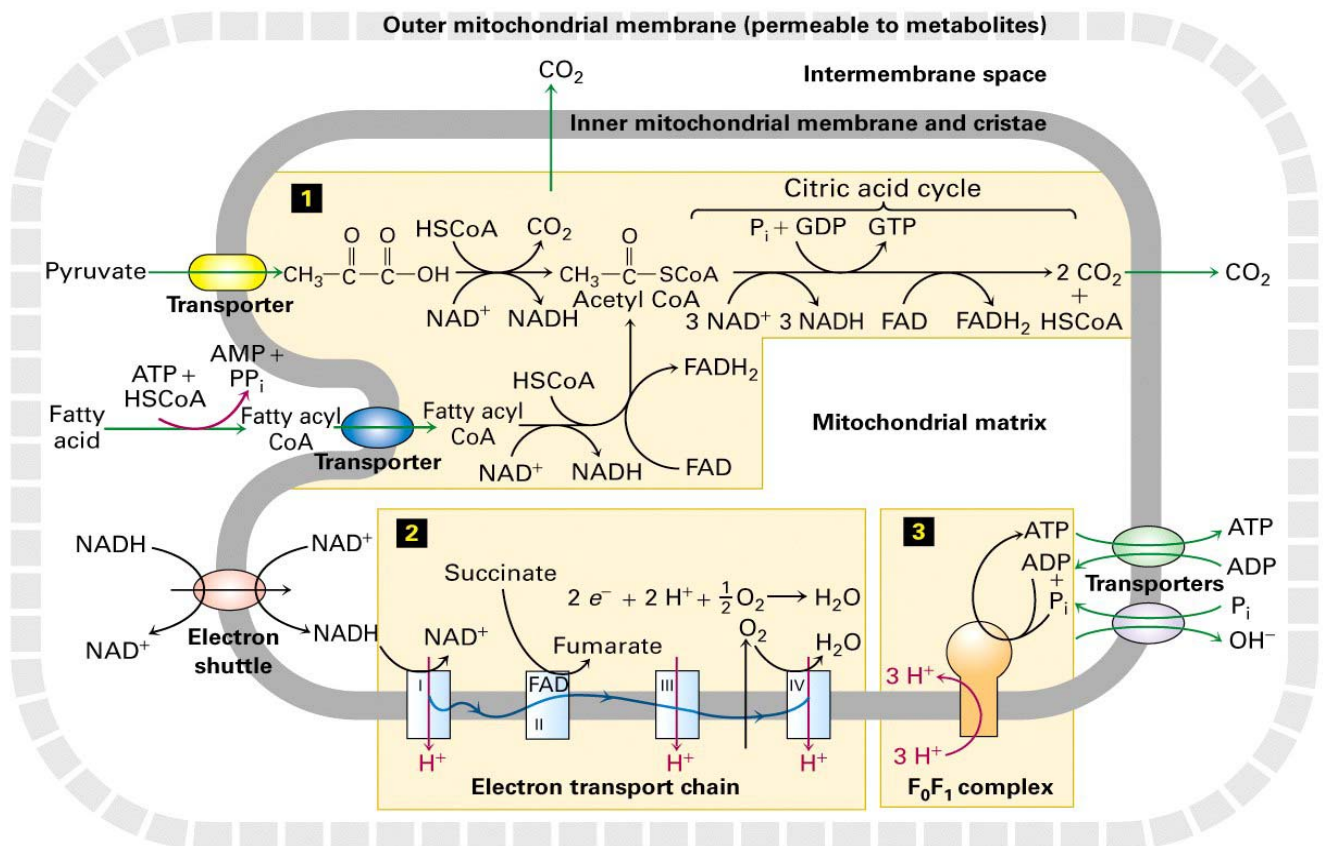 Outer mitochondrial membrane (permeable to metabolites)
CO₂
Intermembrane space
Inner mitochondrial membrane and cristae
1
Citric acid cycle
HSCoA
CO₂
Pᵢ + GDP
GTP
O O
O
Pyruvate
CH₃—C—C—OH
CH₃—C—SCoA
2 CO₂
CO₂
Transporter
Acetyl CoA
+
NAD⁺
NADH
3 NAD⁺
3 NADH
FAD
FADH₂
HSCoA
AMP +
PPᵢ
ATP +
HSCoA
HSCoA
FADH₂
Fatty
acid
Fatty acyl
CoA
Fatty acyl
CoA
Mitochondrial matrix
Transporter
NAD⁺
NADH
FAD
2
3
NADH
NAD⁺
ATP
ATP
Succinate
ADP
+
Pᵢ
ADP
Transporters
2 e⁻ + 2 H⁺ + ½ O₂ → H₂O
Pᵢ
NAD⁺
Electron
shuttle
NADH
NAD⁺
Fumarate
O₂
H₂O
OH⁻
I
FAD
II
III
IV
3 H⁺
3 H⁺
H⁺
H⁺
H⁺
Electron transport chain
F₀F₁ complex